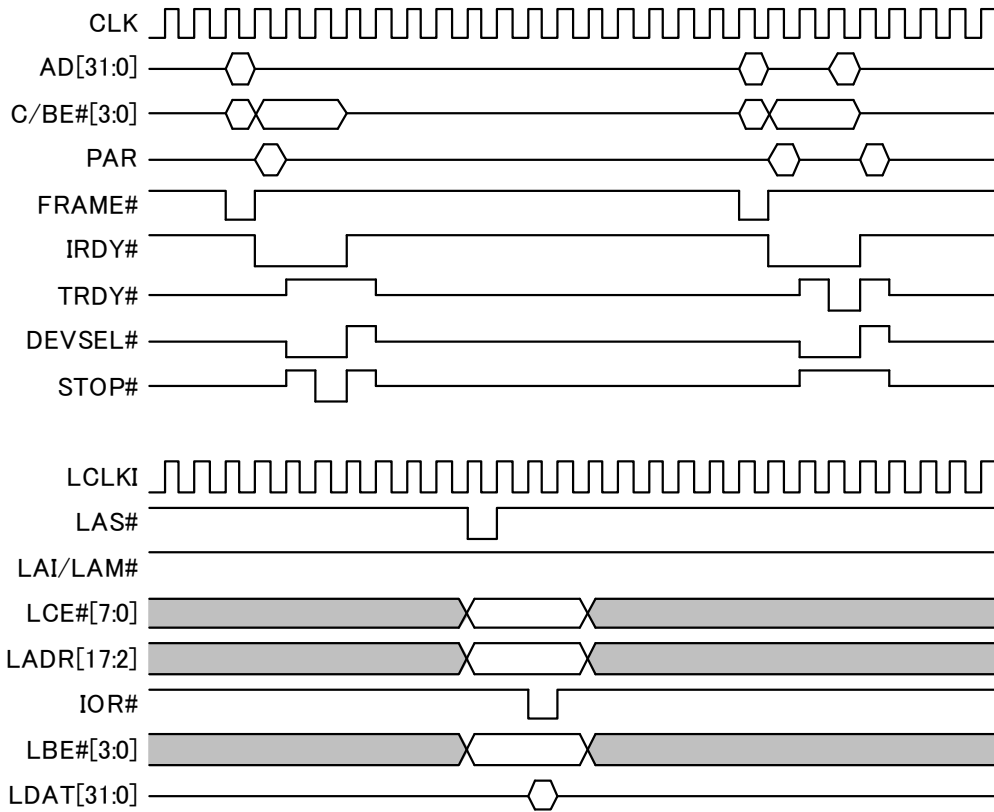 CLK
AD[31:0]
C/BE#[3:0]
PAR
FRAME#
IRDY#
TRDY#
DEVSEL#
STOP#
LCLKI
LAS#
LAI/LAM#
LCE#[7:0]
LADR[17:2]
IOR#
LBE#[3:0]
LDAT[31:0]